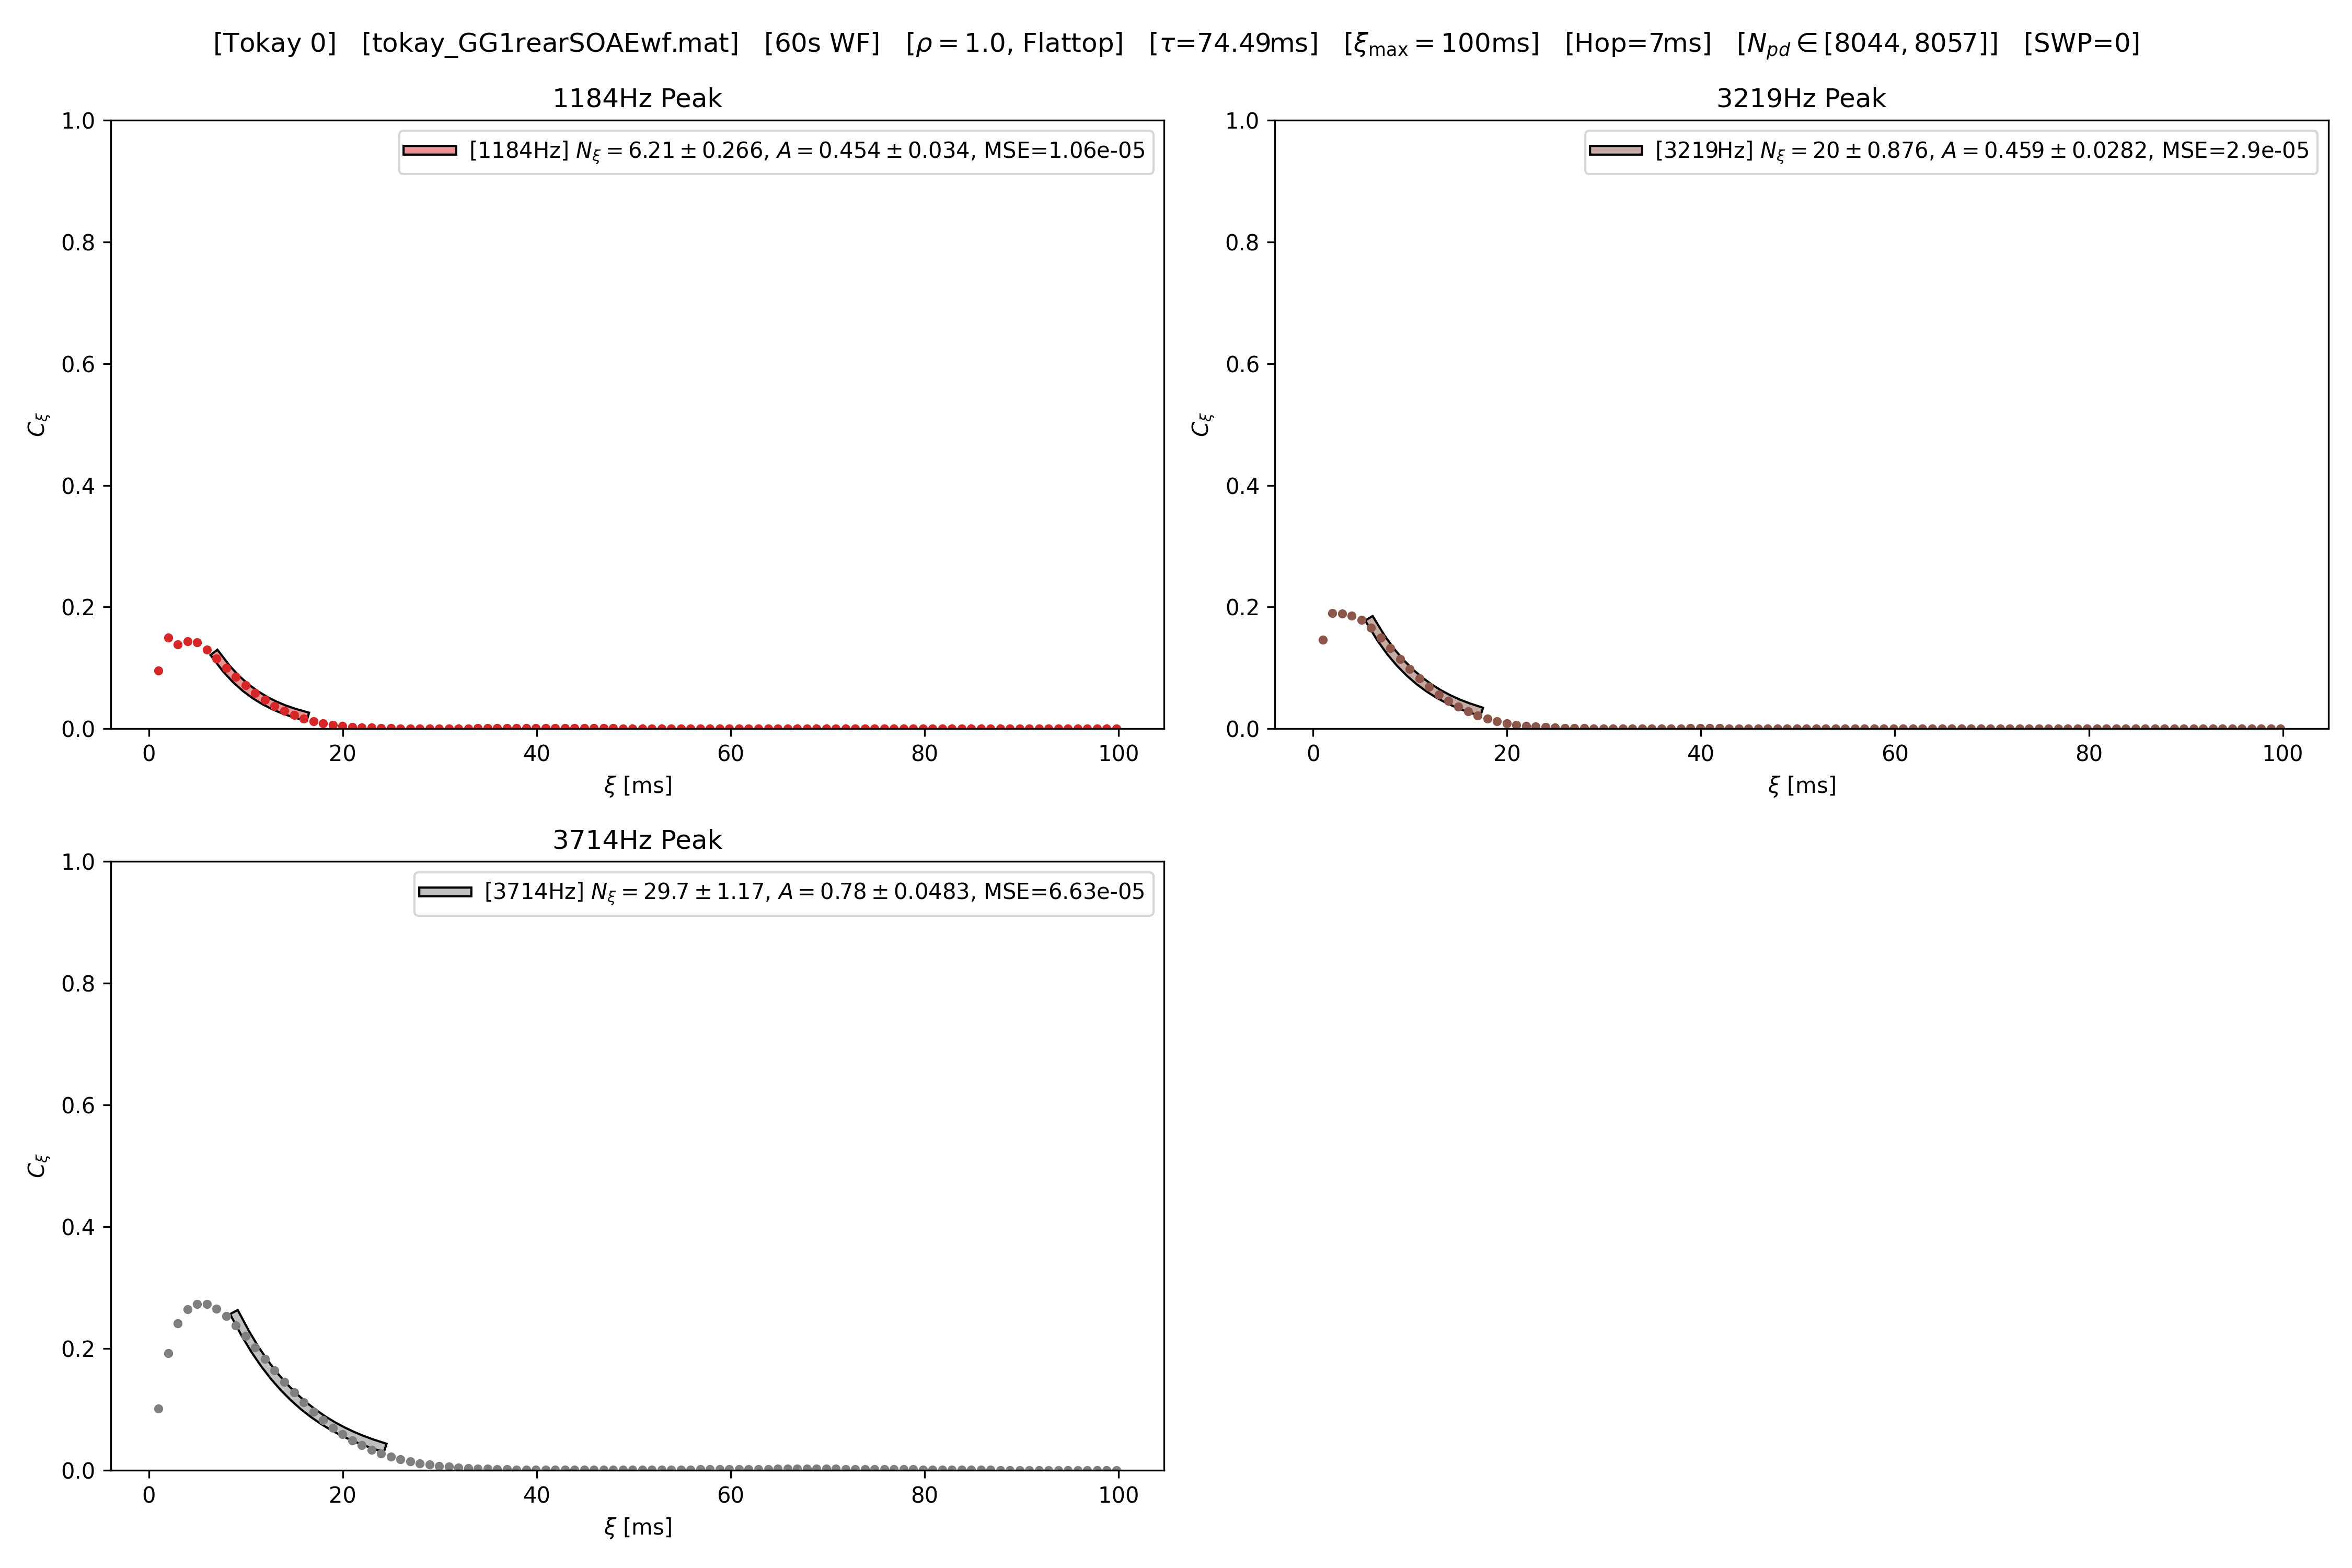 [Tokay 0] [tokay_GG1rearSOAEwf.mat] [60s WF] [ρ = 1.0, Flattop] [τ=74.49ms] [ξmax = 100ms] [Hop=7ms] [Npd ∈ [8044, 8057]] [SWP=0]
1184Hz Peak
[1184Hz] Nξ = 6.21 ± 0.266, A = 0.454 ± 0.034, MSE=1.06e-05
1.0
0.8
0.6
0.4
0.2
0.0
Cξ
0 20 40 60 80 100
ξ [ms]
3219Hz Peak
[3219Hz] Nξ = 20 ± 0.876, A = 0.459 ± 0.0282, MSE=2.9e-05
1.0
0.8
0.6
0.4
0.2
0.0
Cξ
0 20 40 60 80 100
ξ [ms]
3714Hz Peak
[3714Hz] Nξ = 29.7 ± 1.17, A = 0.78 ± 0.0483, MSE=6.63e-05
1.0
0.8
0.6
0.4
0.2
0.0
Cξ
0 20 40 60 80 100
ξ [ms]